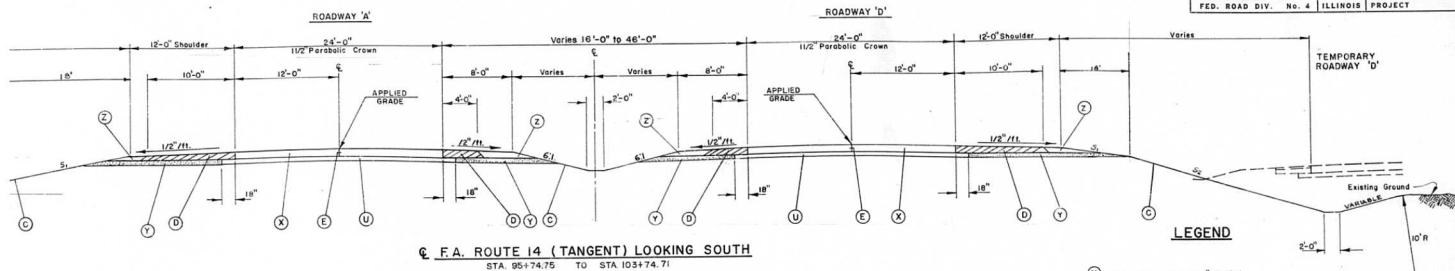 FED. ROAD DIV. No. 4 ILLINOIS PROJECT
ROADWAY 'A'
ROADWAY 'D'
12'-0" Shoulder
24'-0"
11/2" Parabolic Crown
Varies 16'-0" to 46'-0"
24'-0"
11/2" Parabolic Crown
12'-0" Shoulder
Varies
TEMPORARY
ROADWAY 'D'
18'
10'-0"
12'-0"
℄
8'-0"
Varies
℄
Varies
8'-0"
℄
12'-0"
10'-0"
18'
4'-0"
2'-0"
4'-0"
APPLIED
GRADE
APPLIED
GRADE
Z
1/2"/ft.
1/2"/ft.
Z
Z
1/2"/ft.
1/2"/ft.
Z
S1
6:1
6:1
S1
S2
18"
18"
18"
18"
Existing Ground
VARIABLE
C
Y
D
X
E
U
D
Y
C
Y
D
U
E
X
D
Y
C
2'-0"
10' R
℄ F.A. ROUTE 14 (TANGENT) LOOKING SOUTH
STA. 95+74.75 TO STA 103+74.71
LEGEND